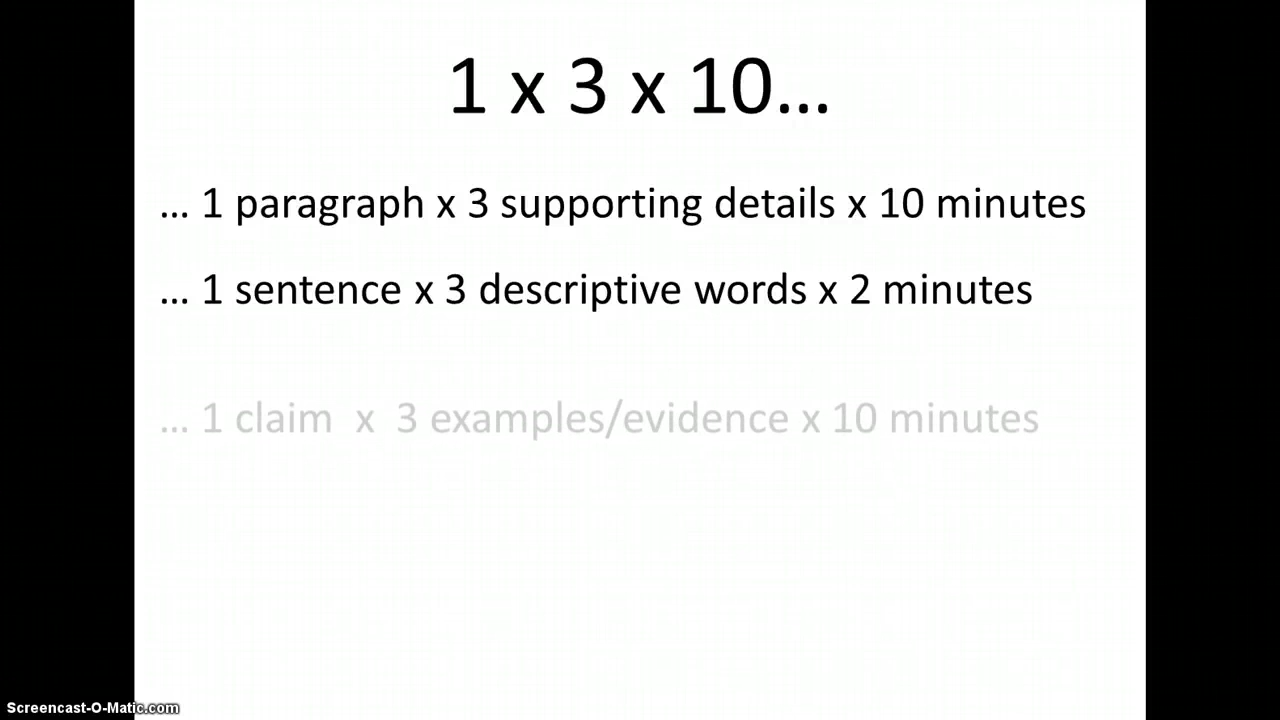 1 x 3 x 10...
... 1 paragraph x 3 supporting details x 10 minutes
... 1 sentence x 3 descriptive words x 2 minutes
... 1 claim x 3 examples/evidence x 10 minutes
Screencast-O-Matic.com